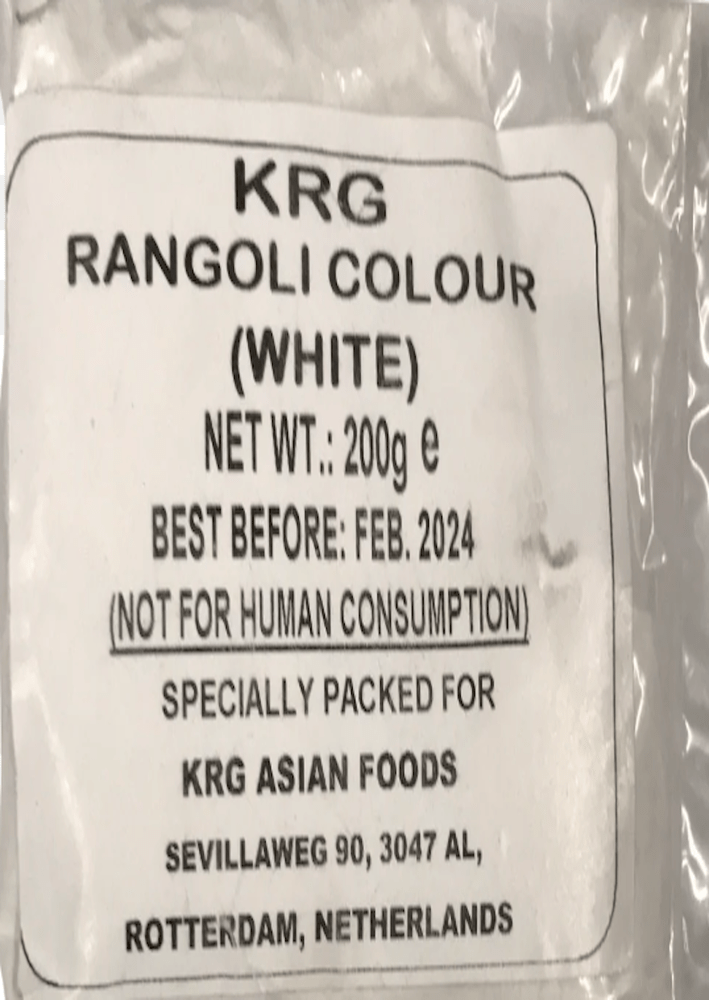 KRG
RANGOLI COLOUR
(WHITE)
NET WT.: 200g e
BEST BEFORE: FEB. 2024
(NOT FOR HUMAN CONSUMPTION)
SPECIALLY PACKED FOR
KRG ASIAN FOODS
SEVILLAWEG 90, 3047 AL,
ROTTERDAM, NETHERLANDS